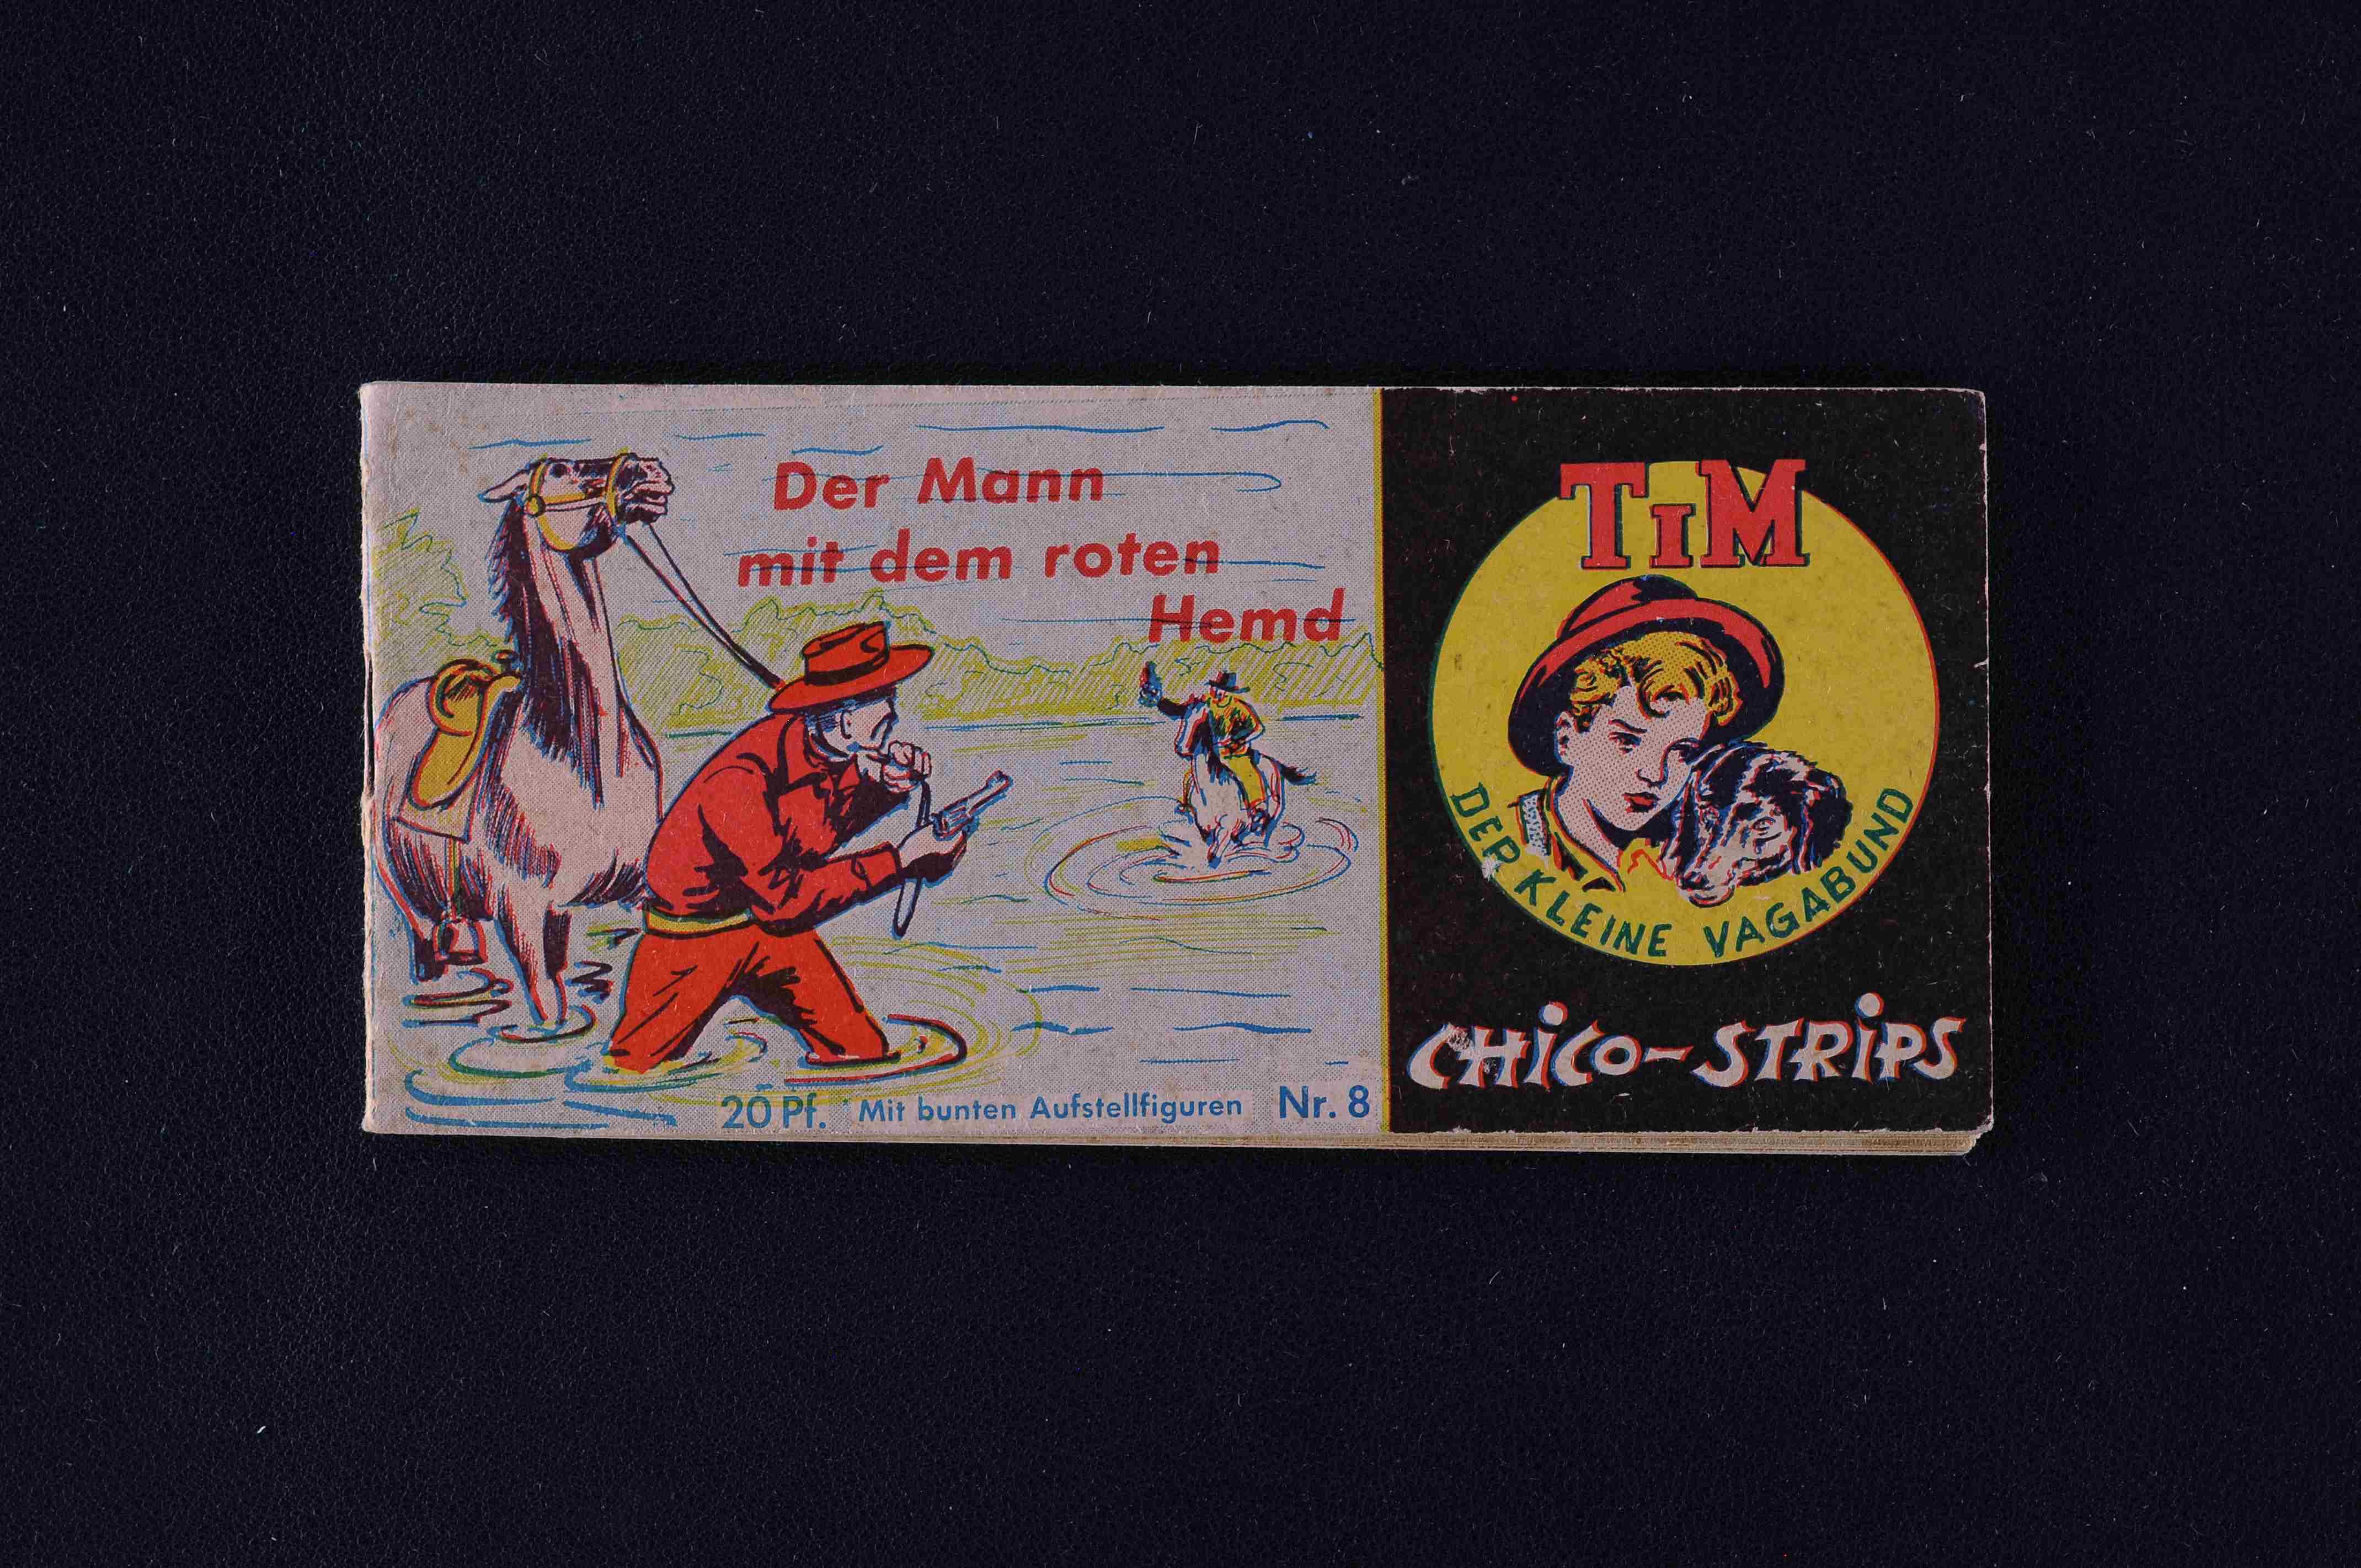 Der Mann
mit dem roten
Hemd
20 Pf. Mit bunten Aufstellfiguren Nr. 8
TiM
DER KLEINE VAGABUND
CHiCO-STRiPS